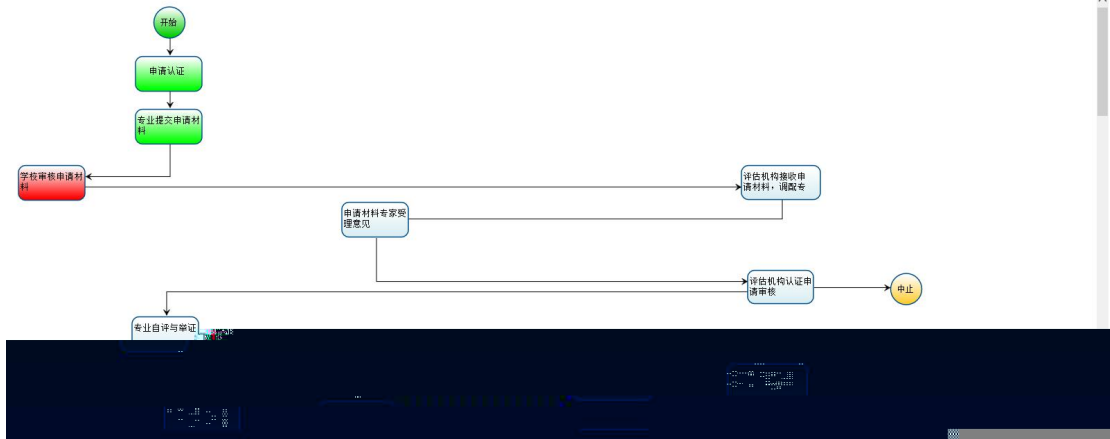 开始
申请认证
专业提交申请材
料
学校审核申请材
料
评估机构接收申
请材料，调配专
申请材料专家受
理意见
评估机构认证申
请审核
中止
专业自评与举证